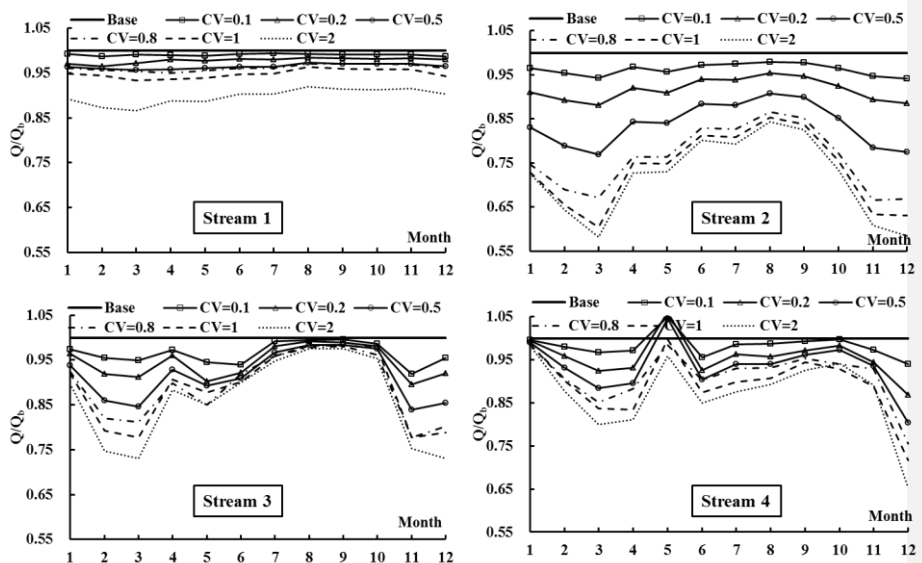 Base CV=0.1 CV=0.2 CV=0.5
CV=0.8 CV=1 CV=2
1.05
0.95
0.85
0.75
0.65
0.55
Q/Qb
Stream 1
Month
1 2 3 4 5 6 7 8 9 10 11 12
Base CV=0.1 CV=0.2 CV=0.5
CV=0.8 CV=1 CV=2
1.05
0.95
0.85
0.75
0.65
0.55
Q/Qb
Stream 2
Month
1 2 3 4 5 6 7 8 9 10 11 12
Base CV=0.1 CV=0.2 CV=0.5
CV=0.8 CV=1 CV=2
1.05
0.95
0.85
0.75
0.65
0.55
Q/Qb
Stream 3
Month
1 2 3 4 5 6 7 8 9 10 11 12
Base CV=0.1 CV=0.2 CV=0.5
CV=0.8 CV=1 CV=2
1.05
0.95
0.85
0.75
0.65
0.55
Q/Qb
Stream 4
Month
1 2 3 4 5 6 7 8 9 10 11 12